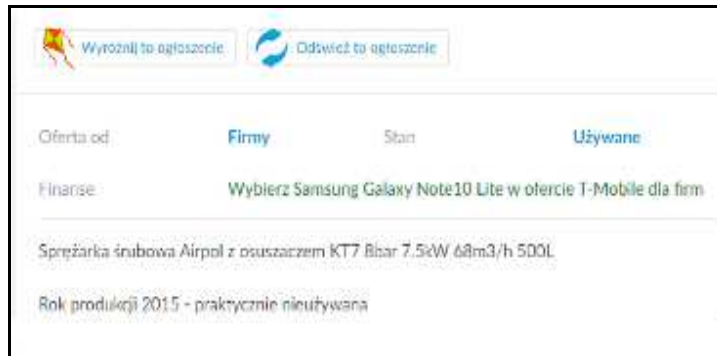 Wyróżnij to ogłoszenie Odśwież to ogłoszenie
Oferta od Firmy Stan Używane
Finanse Wybierz Samsung Galaxy Note10 Lite w ofercie T-Mobile dla firm
Sprężarka śrubowa Airpol z osuszaczem KT7 8bar 7.5kW 68m3/h 500L
Rok produkcji 2015 - praktycznie nieużywana